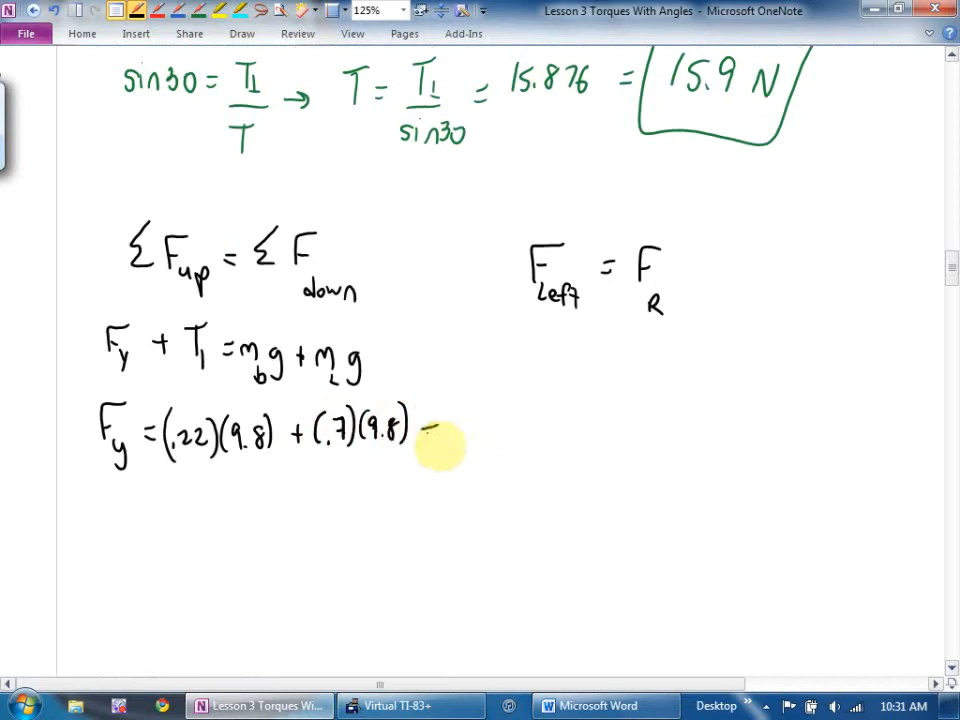 125%
Lesson 3 Torques With Angles - Microsoft OneNote
File Home Insert Share Draw Review View Pages Add-Ins
sin30 = T1/T → T = T1/sin30 = 15.876 = 15.9 N
ΣFup = ΣFdown
FLeft = FR
Fy + T1 = mbg + mLg
Fy = (.22)(9.8) + (.7)(9.8) -
Lesson 3 Torques Wi...
Virtual TI-83+
Microsoft Word
Desktop
10:31 AM